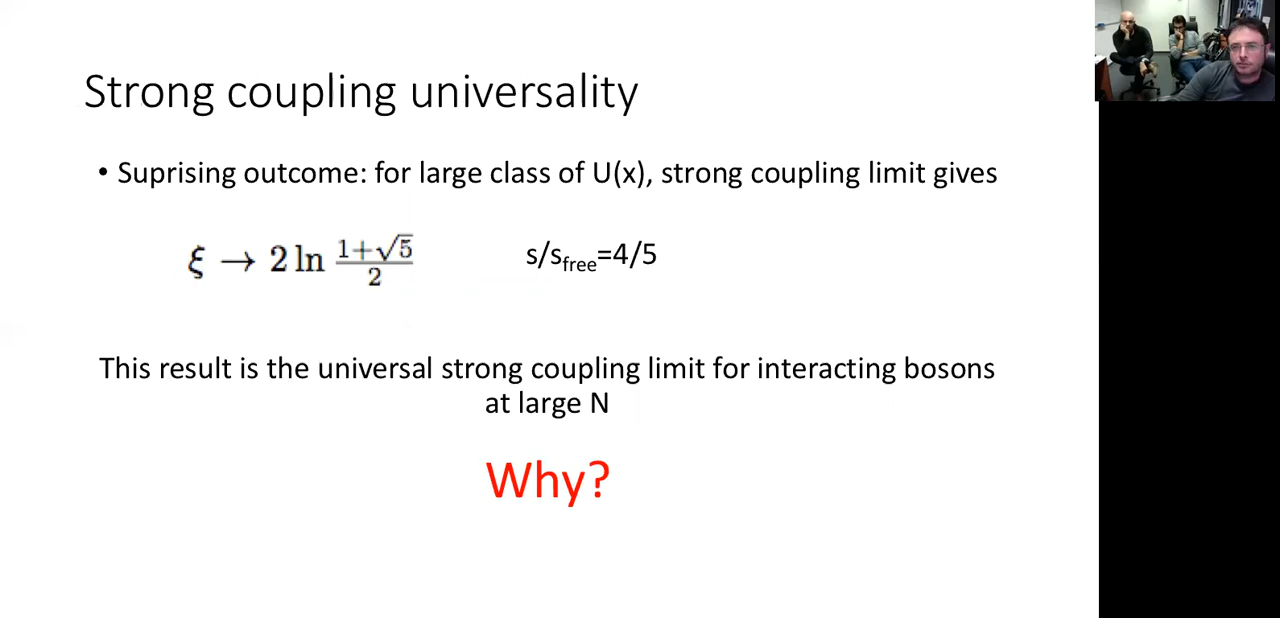 Strong coupling universality
• Suprising outcome: for large class of U(x), strong coupling limit gives
ξ → 2 ln (1+√5)/2
s/s_free=4/5
This result is the universal strong coupling limit for interacting bosons
at large N
Why?